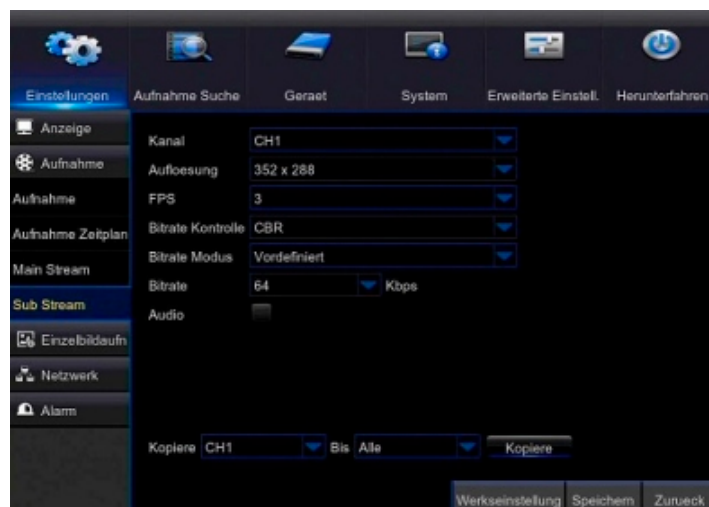 Einstellungen
Aufnahme Suche
Geraet
System
Erweiterte Einstell.
Herunterfahren
Anzeige
Aufnahme
Aufnahme
Aufnahme Zeitplan
Main Stream
Sub Stream
Einzelbildaufn
Netzwerk
Alarm
Kanal CH1
Aufloesung 352 x 288
FPS 3
Bitrate Kontrolle CBR
Bitrate Modus Vordefiniert
Bitrate 64 Kbps
Audio
Kopiere CH1 Bis Alle Kopiere
Werkseinstellung Speichern Zurueck